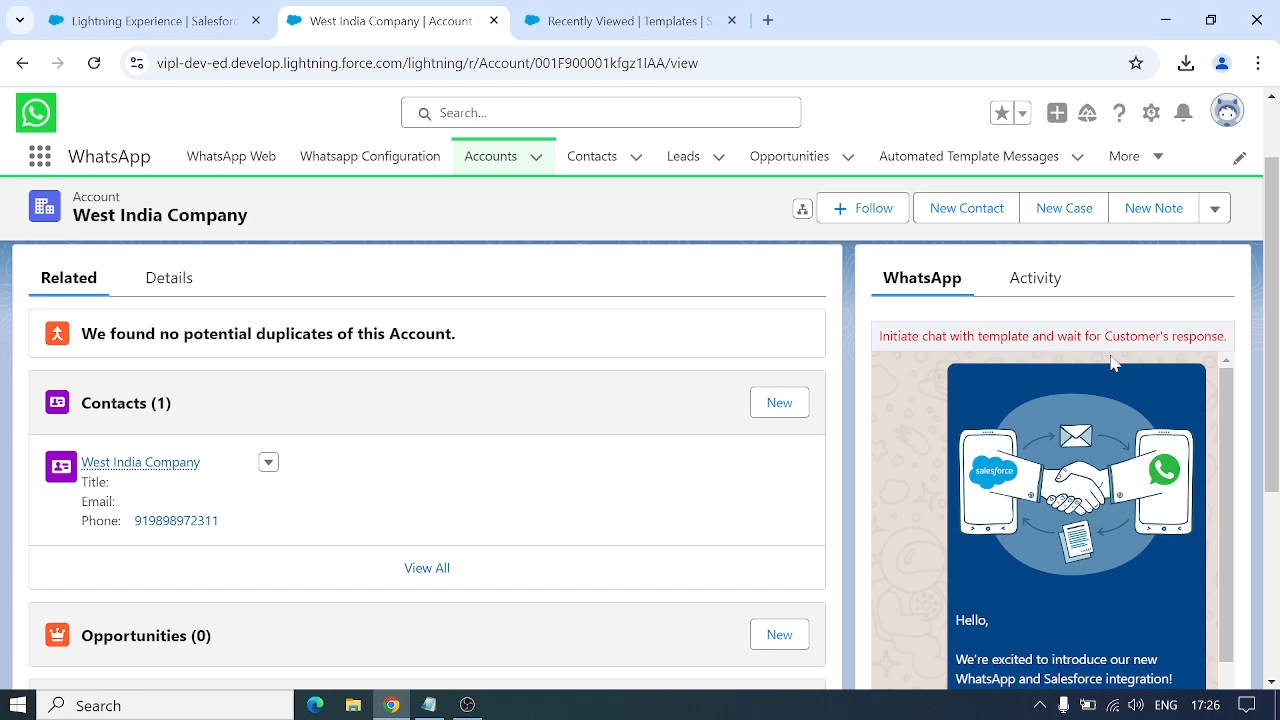 Lightning Experience | Salesforc
West India Company | Account
Recently Viewed | Templates | S
vipl-dev-ed.develop.lightning.force.com/lightning/r/Account/001F900001kfgz1IAA/view
Search...
WhatsApp
WhatsApp Web
Whatsapp Configuration
Accounts
Contacts
Leads
Opportunities
Automated Template Messages
More
Account
West India Company
Follow
New Contact
New Case
New Note
Related
Details
We found no potential duplicates of this Account.
Contacts (1)
New
West India Company
Title:
Email:
Phone: 919898972311
View All
Opportunities (0)
New
WhatsApp
Activity
Initiate chat with template and wait for Customer's response.
salesforce
Hello,
We're excited to introduce our new
WhatsApp and Salesforce integration!
Search
ENG
17:26